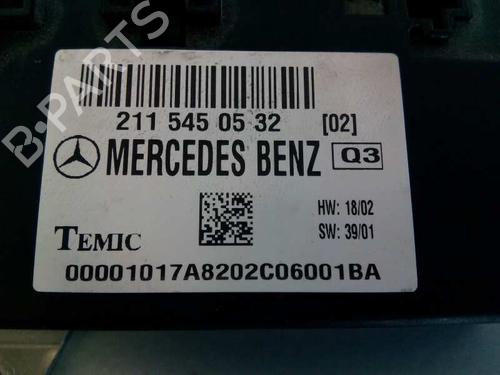 211 545 05 32 [02]
MERCEDES BENZ Q3
HW: 18/02
TEMIC SW: 39/01
00001017A8202C06001BA
B-PARTS